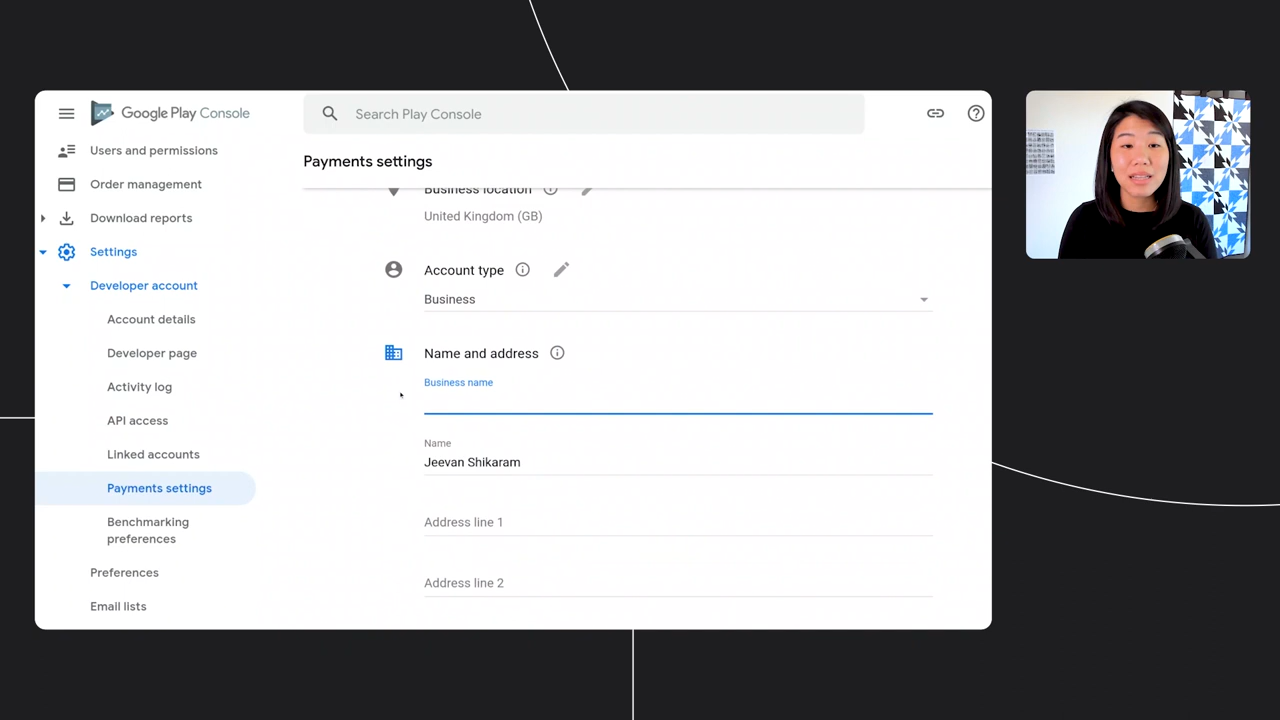 Google Play Console
Search Play Console
Users and permissions
Order management
Download reports
Settings
Developer account
Account details
Developer page
Activity log
API access
Linked accounts
Payments settings
Benchmarking
preferences
Preferences
Email lists
Payments settings
Business location
United Kingdom (GB)
Account type
Business
Name and address
Business name
Name
Jeevan Shikaram
Address line 1
Address line 2